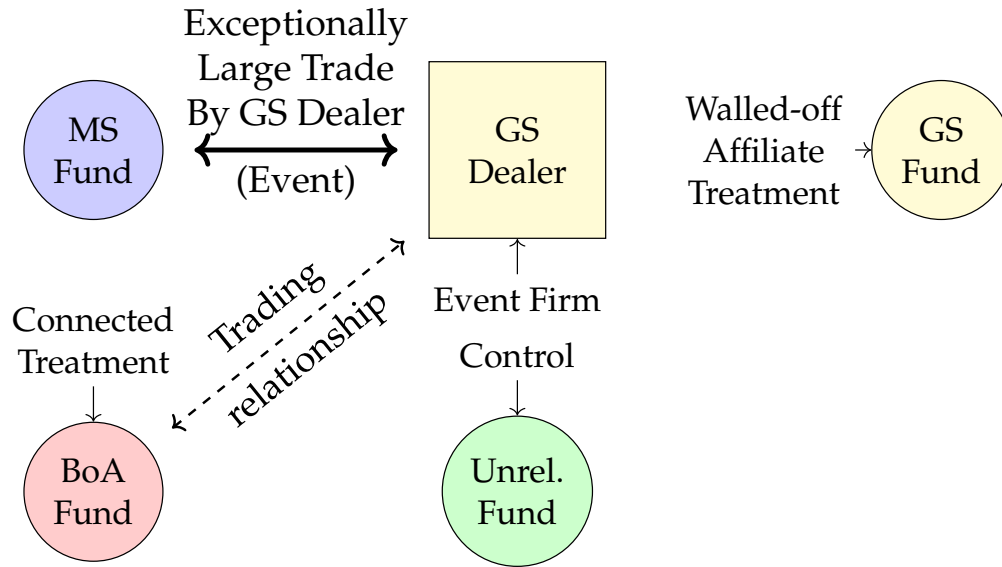 Exceptionally
Large Trade
By GS Dealer
(Event)
MS
Fund
GS
Dealer
Walled-off
Affiliate
Treatment
GS
Fund
Trading
relationship
Connected
Treatment
Event Firm
Control
BoA
Fund
Unrel.
Fund